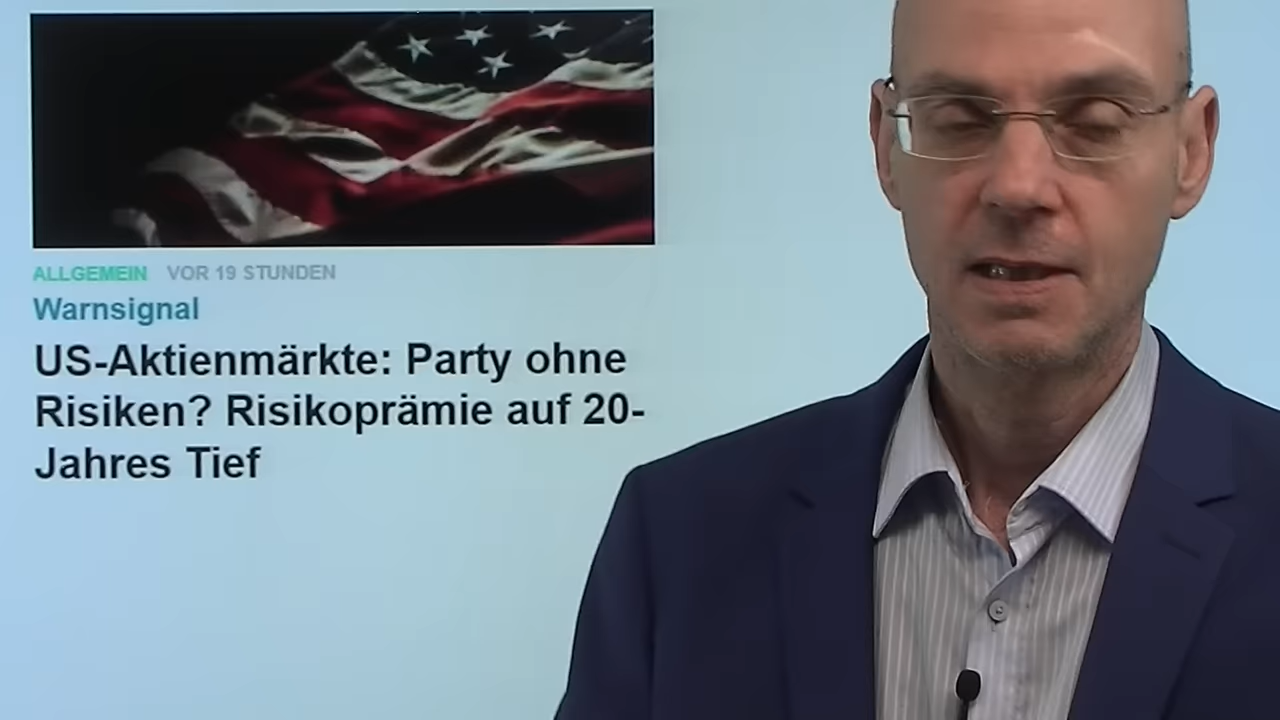 ALLGEMEIN VOR 19 STUNDEN
Warnsignal
US-Aktienmärkte: Party ohne
Risiken? Risikoprämie auf 20-
Jahres Tief